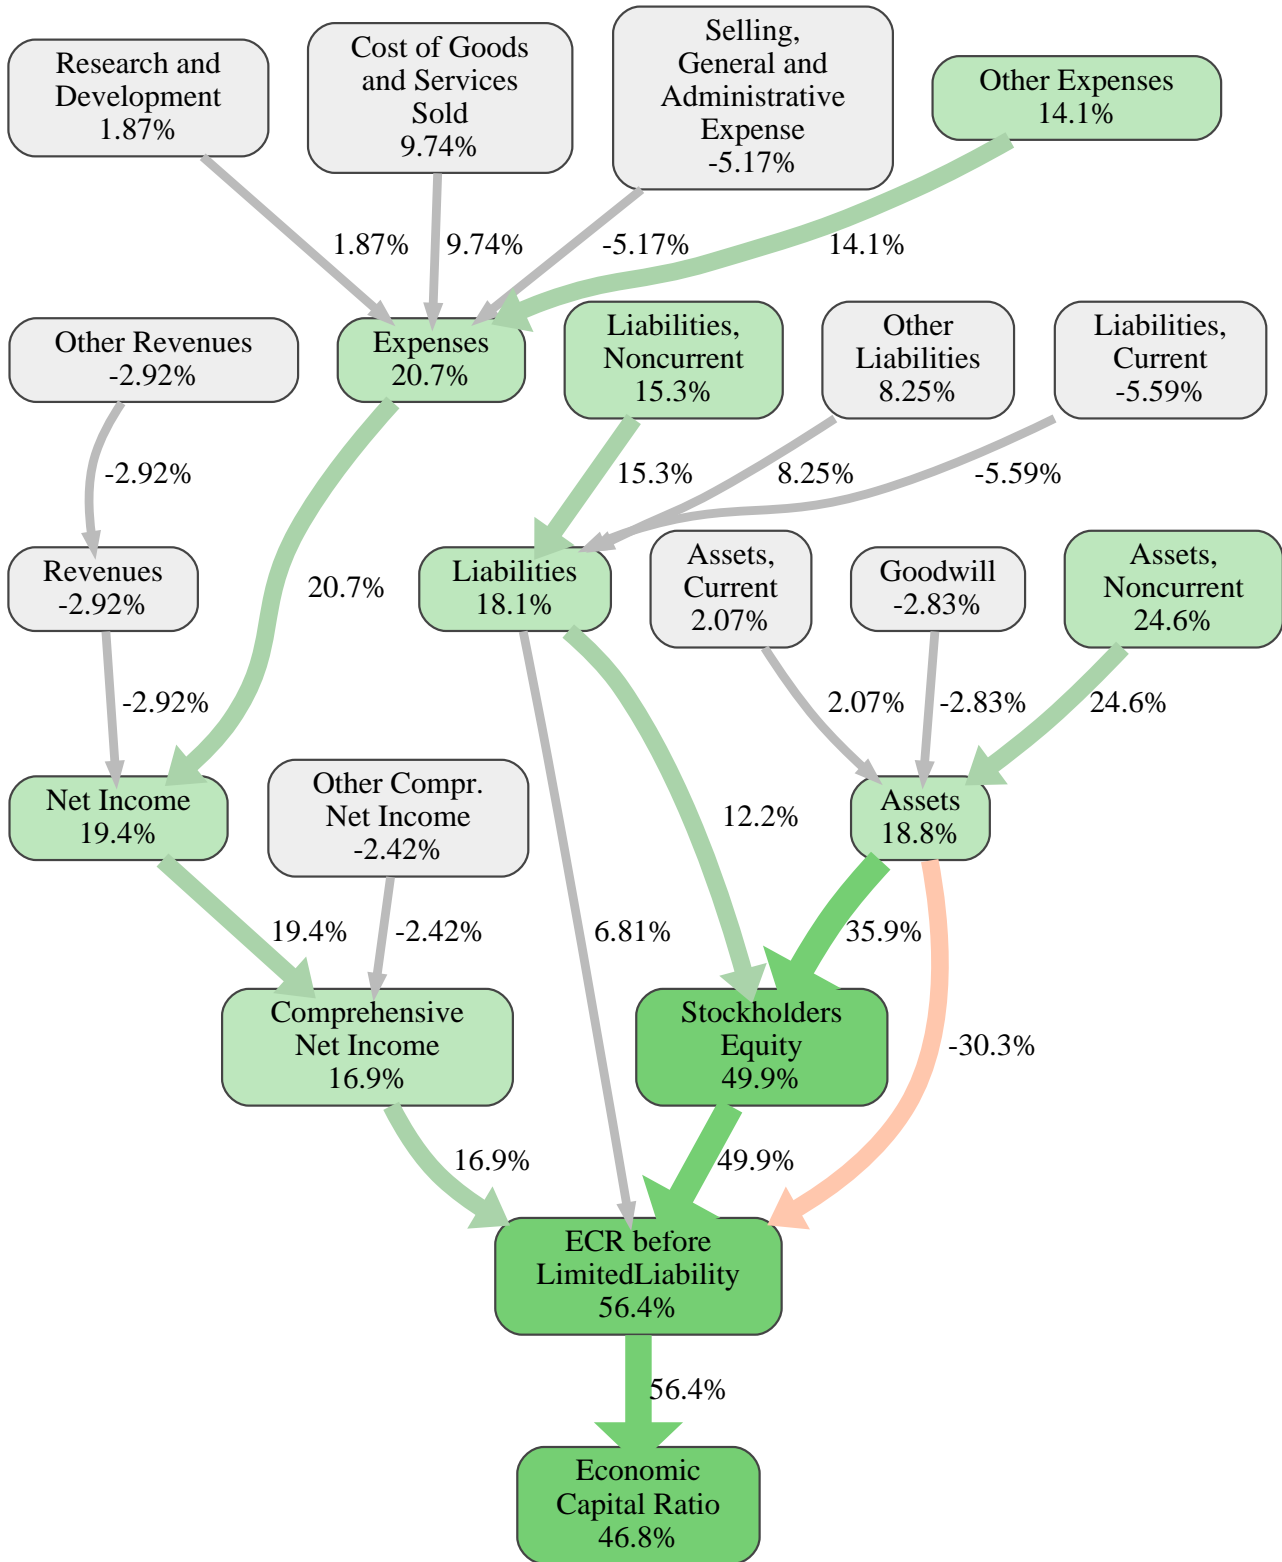 Research and
Development
1.87%
Cost of Goods
and Services
Sold
9.74%
Selling,
General and
Administrative
Expense
-5.17%
Other Expenses
14.1%
1.87%
9.74%
-5.17%
14.1%
Other Revenues
-2.92%
Expenses
20.7%
Liabilities,
Noncurrent
15.3%
Other
Liabilities
8.25%
Liabilities,
Current
-5.59%
-2.92%
15.3%
8.25%
-5.59%
Revenues
-2.92%
20.7%
Liabilities
18.1%
Assets,
Current
2.07%
Goodwill
-2.83%
Assets,
Noncurrent
24.6%
-2.92%
2.07%
-2.83%
24.6%
Net Income
19.4%
Other Compr.
Net Income
-2.42%
12.2%
Assets
18.8%
19.4%
-2.42%
6.81%
35.9%
Comprehensive
Net Income
16.9%
Stockholders
Equity
49.9%
-30.3%
16.9%
49.9%
ECR before
LimitedLiability
56.4%
56.4%
Economic
Capital Ratio
46.8%